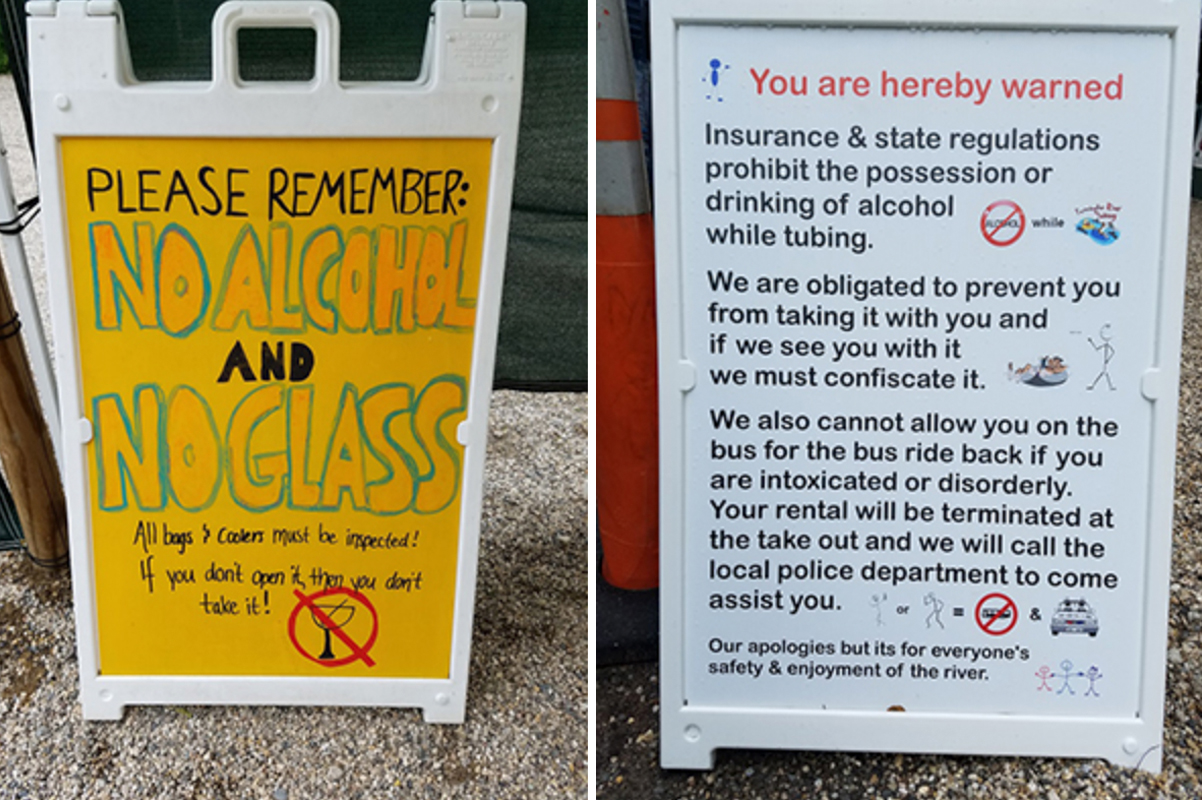 PLEASE REMEMBER:
NO ALCOHOL
AND
NO GLASS
All bags & Coolers must be inspected!
If you don't open it, then you don't
take it!
You are hereby warned
Insurance & state regulations
prohibit the possession or
drinking of alcohol
while tubing.
ALCOHOL while
We are obligated to prevent you
from taking it with you and
if we see you with it
we must confiscate it.
We also cannot allow you on the
bus for the bus ride back if you
are intoxicated or disorderly.
Your rental will be terminated at
the take out and we will call the
local police department to come
assist you.
or = &
Our apologies but its for everyone's
safety & enjoyment of the river.